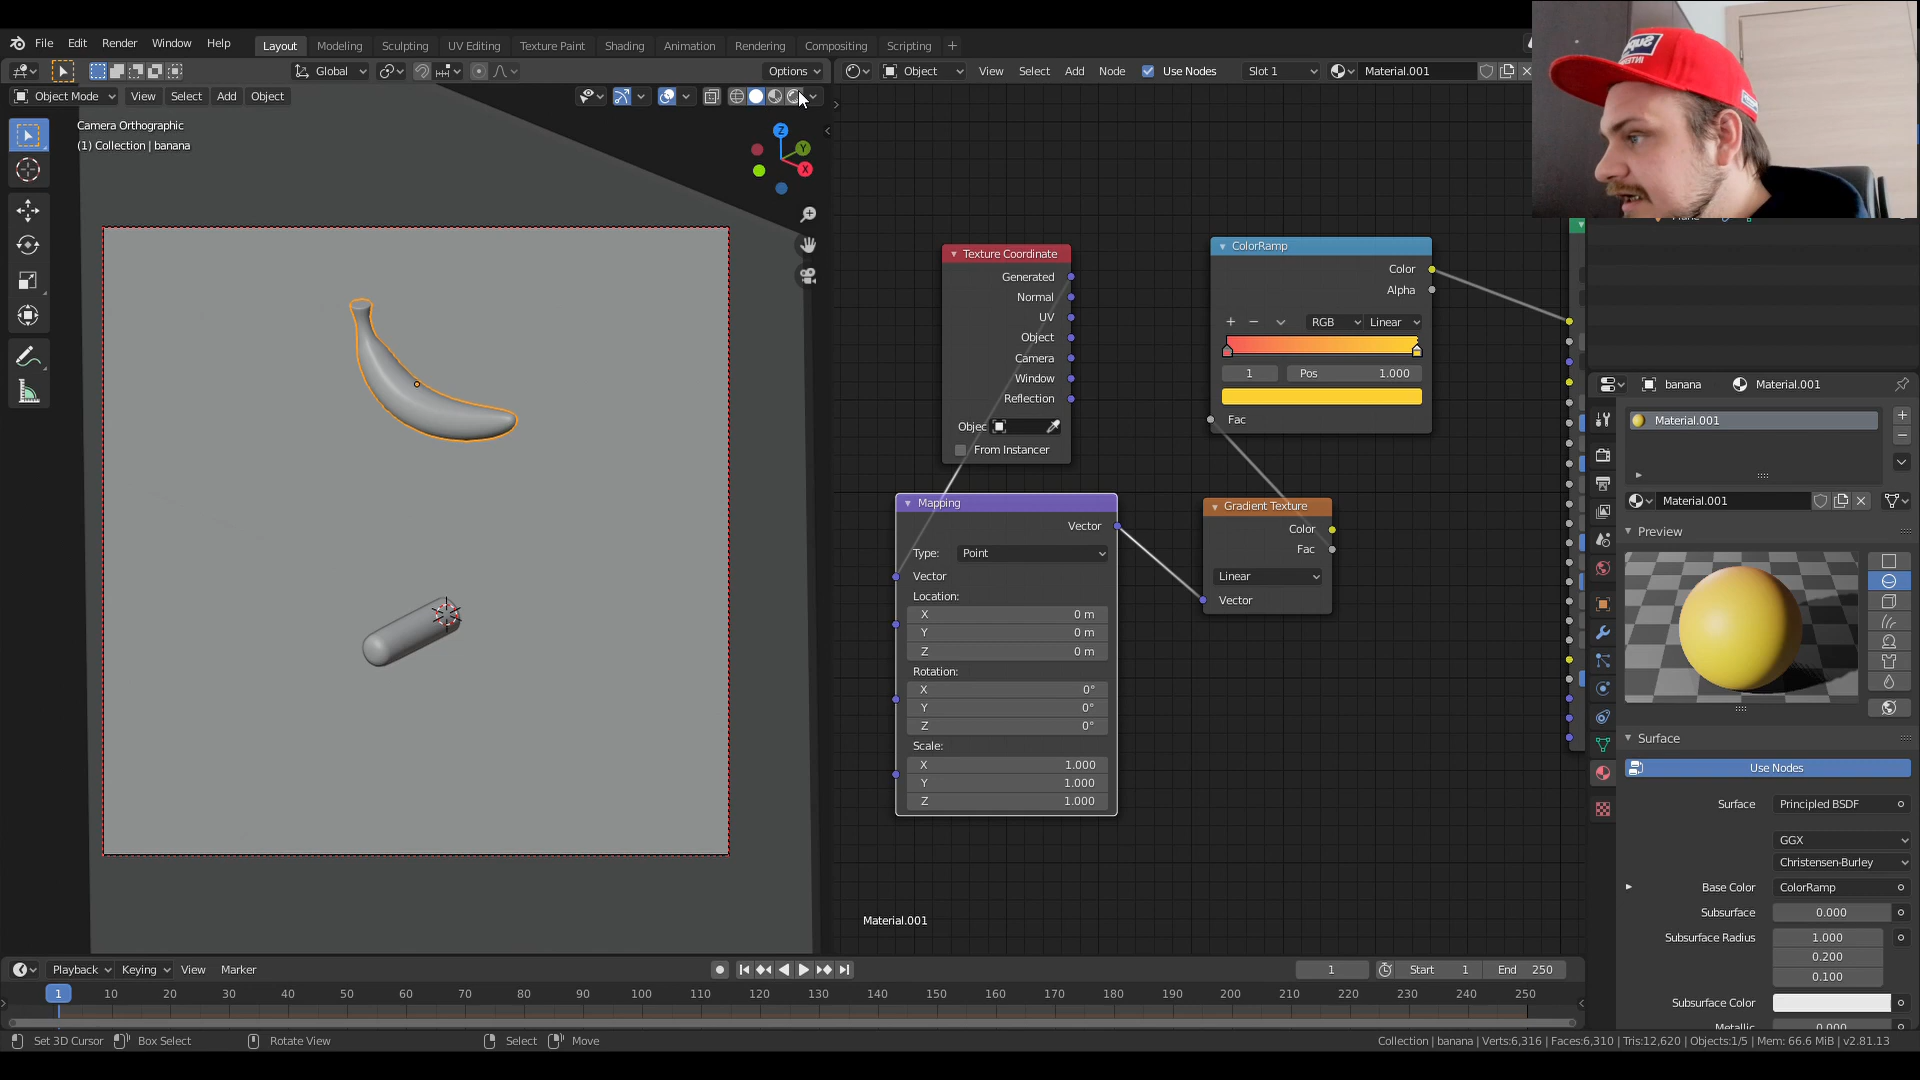 File Edit Render Window Help
Layout Modeling Sculpting UV Editing Texture Paint Shading Animation Rendering Compositing Scripting +
Global Options
Object View Select Add Node Use Nodes Slot 1 Material.001
Object Mode View Select Add Object
Camera Orthographic
(1) Collection | banana
Z
Y
X
Texture Coordinate
Generated
Normal
UV
Object
Camera
Window
Reflection
Objec
From Instancer
ColorRamp
Color
Alpha
+ − RGB Linear
1 Pos 1.000
Fac
Mapping
Vector
Type: Point
Vector
Location:
X 0 m
Y 0 m
Z 0 m
Rotation:
X 0°
Y 0°
Z 0°
Scale:
X 1.000
Y 1.000
Z 1.000
Gradient Texture
Color
Fac
Linear
Vector
Material.001
banana Material.001
Material.001
Material.001
Preview
Surface
Use Nodes
Surface Principled BSDF
GGX
Christensen-Burley
Base Color ColorRamp
Subsurface 0.000
Subsurface Radius 1.000
0.200
0.100
Subsurface Color
Metallic 0.000
Playback Keying View Marker
1 Start 1 End 250
1 10 20 30 40 50 60 70 80 90 100 110 120 130 140 150 160 170 180 190 200 210 220 230 240 250
Set 3D Cursor Box Select Rotate View Select Move
Collection | banana | Verts:6,316 | Faces:6,310 | Tris:12,620 | Objects:1/5 | Mem: 66.6 MiB | v2.81.13